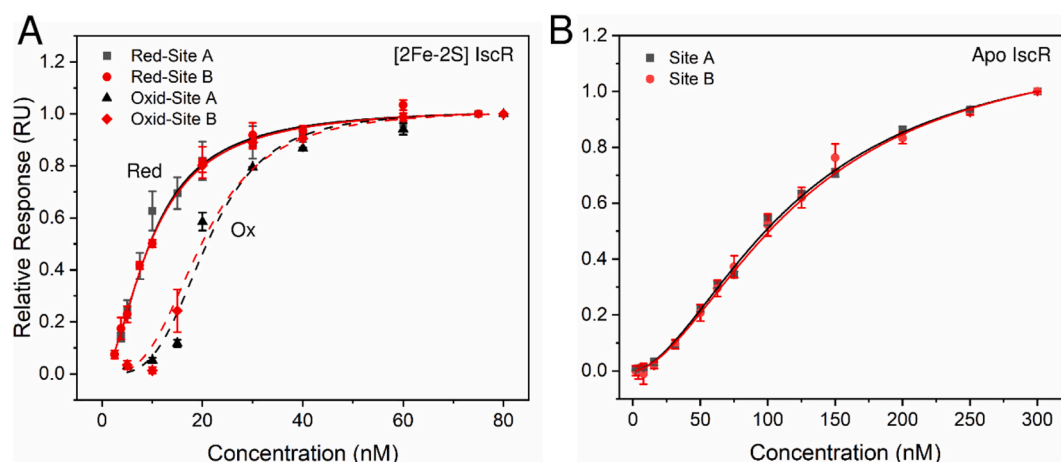 A
[2Fe-2S] IscR
Red-Site A
Red-Site B
Oxid-Site A
Oxid-Site B
Red
Ox
Relative Response (RU)
1.2
1.0
0.8
0.6
0.4
0.2
0.0
0
20
40
60
80
Concentration (nM)
B
Apo IscR
Site A
Site B
1.2
1.0
0.8
0.6
0.4
0.2
0.0
0
50
100
150
200
250
300
Concentration (nM)